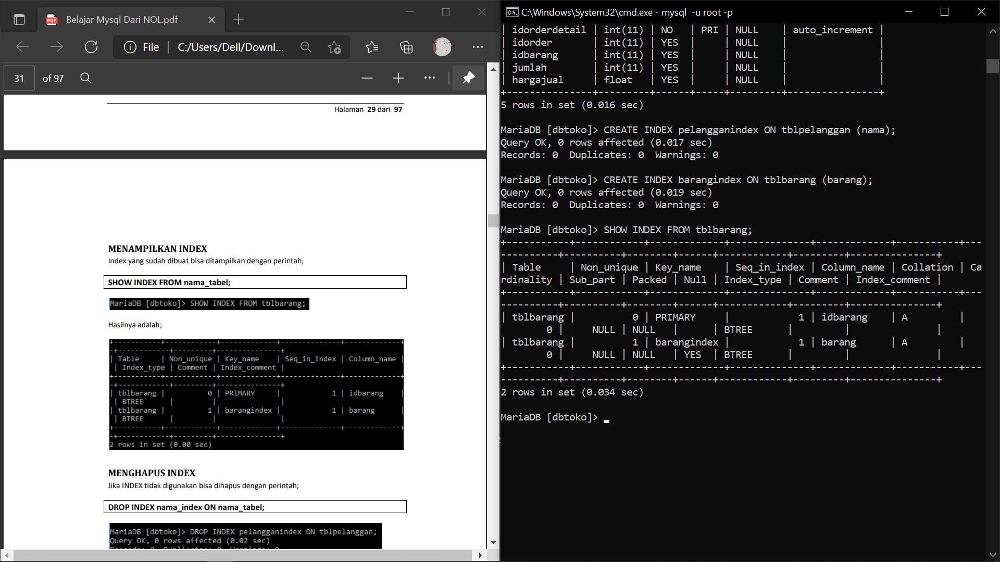 Belajar Mysql Dari NOL.pdf
File
C:/Users/Dell/Downl...
31 of 97
Halaman 29 dari 97
MENAMPILKAN INDEX
Index yang sudah dibuat bisa ditampilkan dengan perintah;
SHOW INDEX FROM nama_tabel;
MariaDB [dbtoko]> SHOW INDEX FROM tblbarang;
Hasilnya adalah;
+-----------+------------+-------------+--------------+-------------+
-+------------+---------+---------------+
| Table     | Non_unique | Key_name    | Seq_in_index | Column_name |
 | Index_type | Comment | Index_comment |
+-----------+------------+-------------+--------------+-------------+
-+------------+---------+---------------+
| tblbarang |          0 | PRIMARY     |            1 | idbarang    |
 | BTREE      |         |               |
| tblbarang |          1 | barangindex |            1 | barang      |
 | BTREE      |         |               |
+-----------+------------+-------------+--------------+-------------+
-+------------+---------+---------------+
2 rows in set (0.00 sec)
MENGHAPUS INDEX
Jika INDEX tidak digunakan bisa dihapus dengan perintah;
DROP INDEX nama_index ON nama_tabel;
MariaDB [dbtoko]> DROP INDEX pelangganindex ON tblpelanggan;
Query OK, 0 rows affected (0.02 sec)
C:\Windows\System32\cmd.exe - mysql  -u root -p
| idorderdetail | int(11) | NO   | PRI | NULL    | auto_increment |
| idorder       | int(11) | YES  |     | NULL    |                |
| idbarang      | int(11) | YES  |     | NULL    |                |
| jumlah        | int(11) | YES  |     | NULL    |                |
| hargajual     | float   | YES  |     | NULL    |                |
+---------------+---------+------+-----+---------+----------------+
5 rows in set (0.016 sec)
MariaDB [dbtoko]> CREATE INDEX pelangganindex ON tblpelanggan (nama);
Query OK, 0 rows affected (0.017 sec)
Records: 0  Duplicates: 0  Warnings: 0
MariaDB [dbtoko]> CREATE INDEX barangindex ON tblbarang (barang);
Query OK, 0 rows affected (0.019 sec)
Records: 0  Duplicates: 0  Warnings: 0
MariaDB [dbtoko]> SHOW INDEX FROM tblbarang;
+-----------+------------+-------------+--------------+-------------+-----------+---
----------+----------+--------+------+------------+---------+---------------+
| Table     | Non_unique | Key_name    | Seq_in_index | Column_name | Collation | Ca
rdinality | Sub_part | Packed | Null | Index_type | Comment | Index_comment |
+-----------+------------+-------------+--------------+-------------+-----------+---
----------+----------+--------+------+------------+---------+---------------+
| tblbarang |          0 | PRIMARY     |            1 | idbarang    | A         |
        0 |     NULL | NULL   |      | BTREE      |         |               |
| tblbarang |          1 | barangindex |            1 | barang      | A         |
        0 |     NULL | NULL   | YES  | BTREE      |         |               |
+-----------+------------+-------------+--------------+-------------+-----------+---
----------+----------+--------+------+------------+---------+---------------+
2 rows in set (0.034 sec)
MariaDB [dbtoko]>